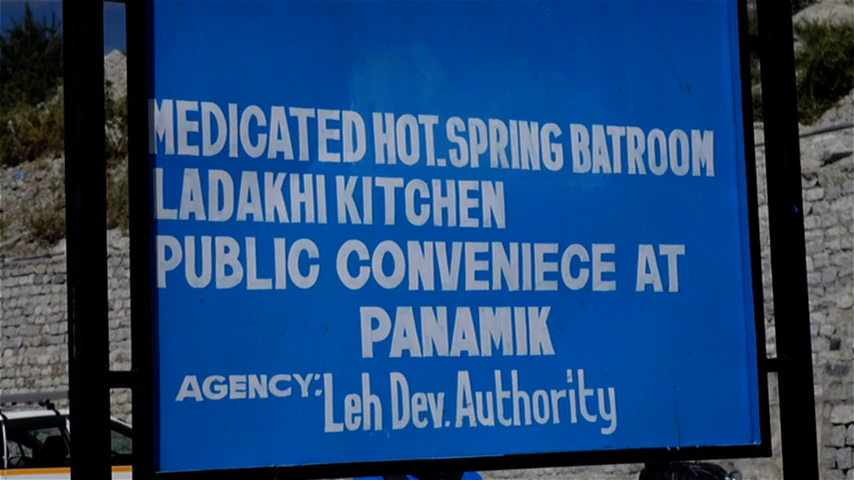 MEDICATED HOT.SPRING BATROOM
LADAKHI KITCHEN
PUBLIC CONVENIECE AT
PANAMIK
AGENCY: Leh Dev. Authority